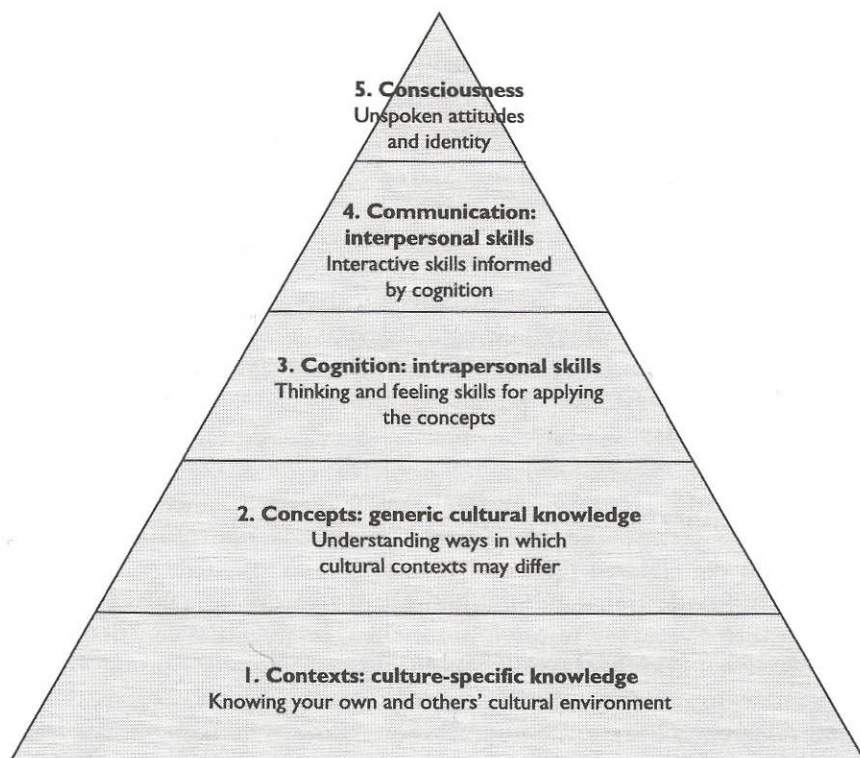 5. Consciousness
Unspoken attitudes
and identity
4. Communication:
interpersonal skills
Interactive skills informed
by cognition
3. Cognition: intrapersonal skills
Thinking and feeling skills for applying
the concepts
2. Concepts: generic cultural knowledge
Understanding ways in which
cultural contexts may differ
1. Contexts: culture-specific knowledge
Knowing your own and others' cultural environment